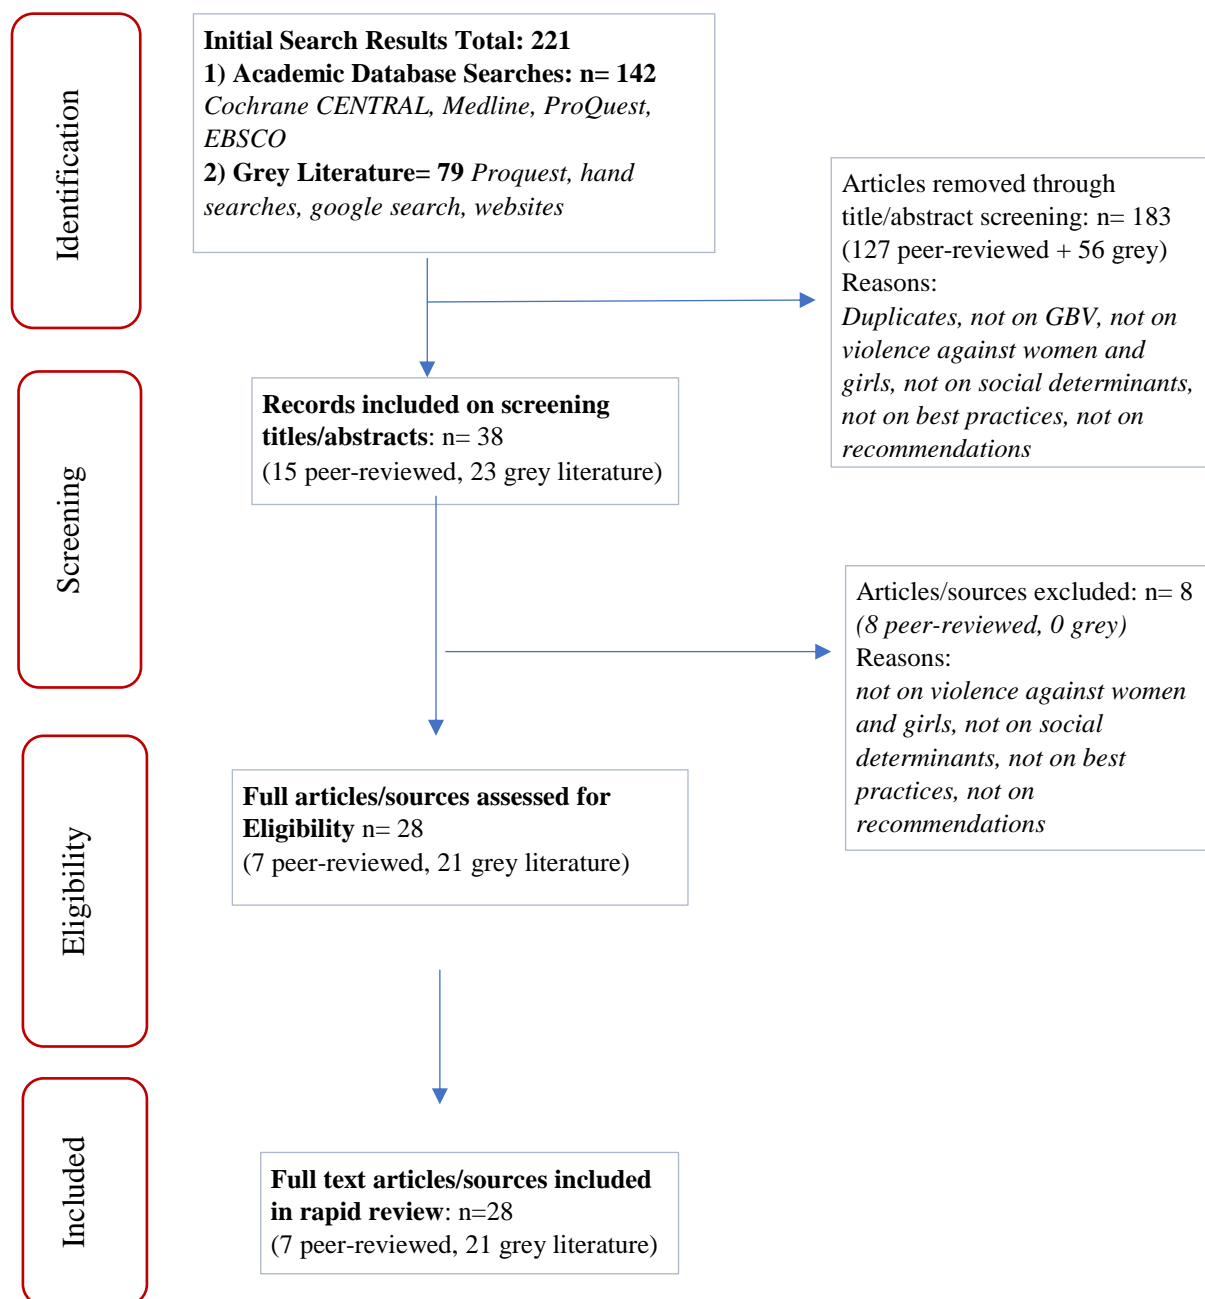 Identification
Initial Search Results Total: 221
1) Academic Database Searches: n= 142
Cochrane CENTRAL, Medline, ProQuest,
EBSCO
2) Grey Literature= 79 Proquest, hand
searches, google search, websites
Articles removed through
title/abstract screening: n= 183
(127 peer-reviewed + 56 grey)
Reasons:
Duplicates, not on GBV, not on
violence against women and
girls, not on social determinants,
not on best practices, not on
recommendations
Screening
Records included on screening
titles/abstracts: n= 38
(15 peer-reviewed, 23 grey literature)
Articles/sources excluded: n= 8
(8 peer-reviewed, 0 grey)
Reasons:
not on violence against women
and girls, not on social
determinants, not on best
practices, not on
recommendations
Eligibility
Full articles/sources assessed for
Eligibility n= 28
(7 peer-reviewed, 21 grey literature)
Included
Full text articles/sources included
in rapid review: n=28
(7 peer-reviewed, 21 grey literature)